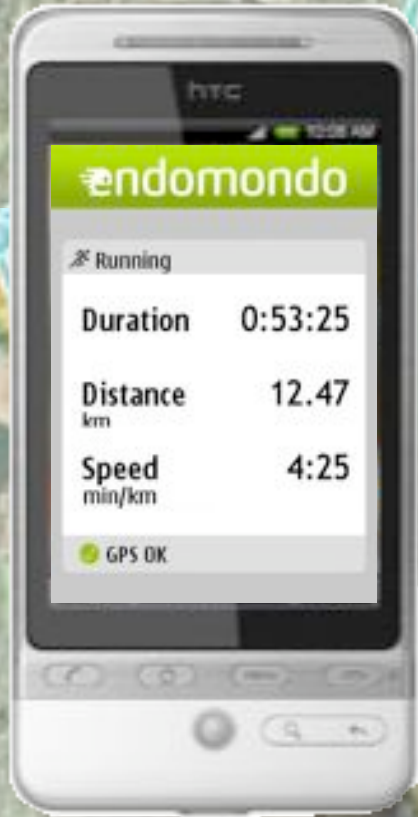 hTC
10:08 AM
endomondo
Running
Duration 0:53:25
Distance 12.47
km
Speed 4:25
min/km
GPS OK